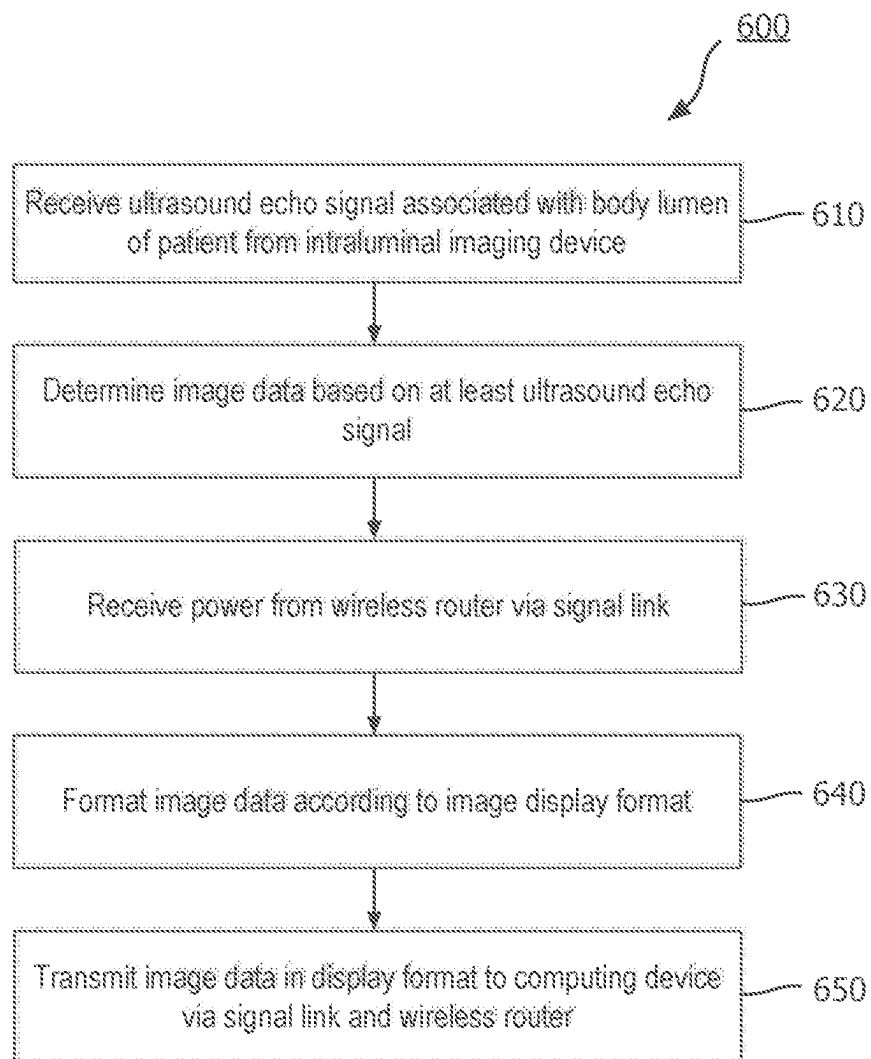 600
Receive ultrasound echo signal associated with body lumen
of patient from intraluminal imaging device
610
Determine image data based on at least ultrasound echo
signal
620
Receive power from wireless router via signal link
630
Format image data according to image display format
640
Transmit image data in display format to computing device
via signal link and wireless router
650